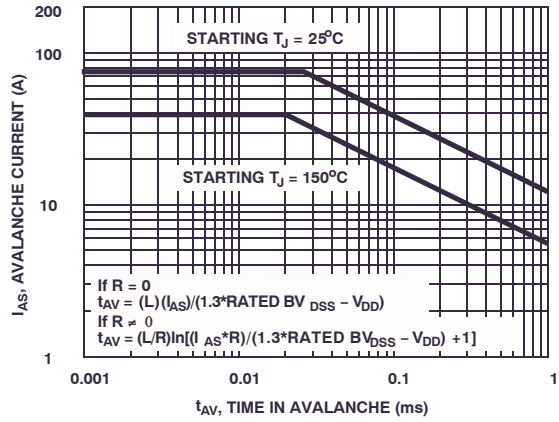 200
100
10
1
0.001
0.01
0.1
1
I_AS, AVALANCHE CURRENT (A)
t_AV, TIME IN AVALANCHE (ms)
STARTING T_J = 25°C
STARTING T_J = 150°C
If R = 0
t_AV = (L)(I_AS)/(1.3*RATED BV_DSS – V_DD)
If R ≠ 0
t_AV = (L/R)ln[(I_AS*R)/(1.3*RATED BV_DSS – V_DD) +1]